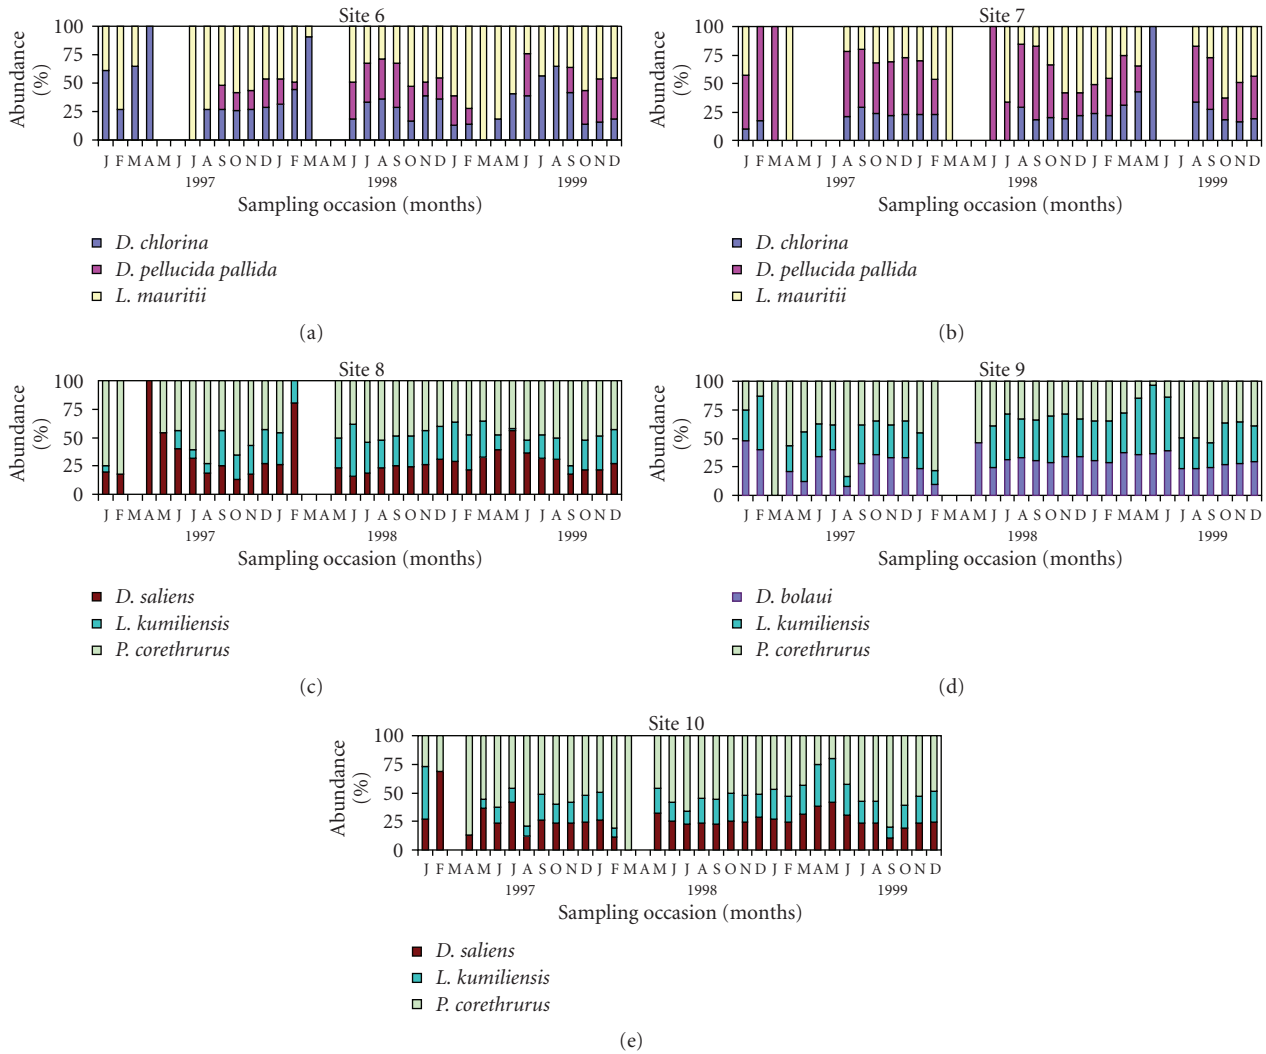 Site 6
Abundance (%)
100
75
50
25
0
J F M A M J J A S O N D J F M A M J J A S O N D J F M A M J J A S O N D
1997 1998 1999
Sampling occasion (months)
D. chlorina
D. pellucida pallida
L. mauritii
(a)
Site 7
Abundance (%)
100
75
50
25
0
J F M A M J J A S O N D J F M A M J J A S O N D J F M A M J J A S O N D
1997 1998 1999
Sampling occasion (months)
D. chlorina
D. pellucida pallida
L. mauritii
(b)
Site 8
Abundance (%)
100
75
50
25
0
J F M A M J J A S O N D J F M A M J J A S O N D J F M A M J J A S O N D
1997 1998 1999
Sampling occasion (months)
D. saliens
L. kumiliensis
P. corethrurus
(c)
Site 9
Abundance (%)
100
75
50
25
0
J F M A M J J A S O N D J F M A M J J A S O N D J F M A M J J A S O N D
1997 1998 1999
Sampling occasion (months)
D. bolaui
L. kumiliensis
P. corethrurus
(d)
Site 10
Abundance (%)
100
75
50
25
0
J F M A M J J A S O N D J F M A M J J A S O N D J F M A M J J A S O N D
1997 1998 1999
Sampling occasion (months)
D. saliens
L. kumiliensis
P. corethrurus
(e)